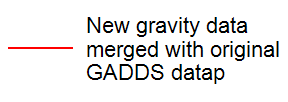 New gravity data
merged with original
GADDS datap